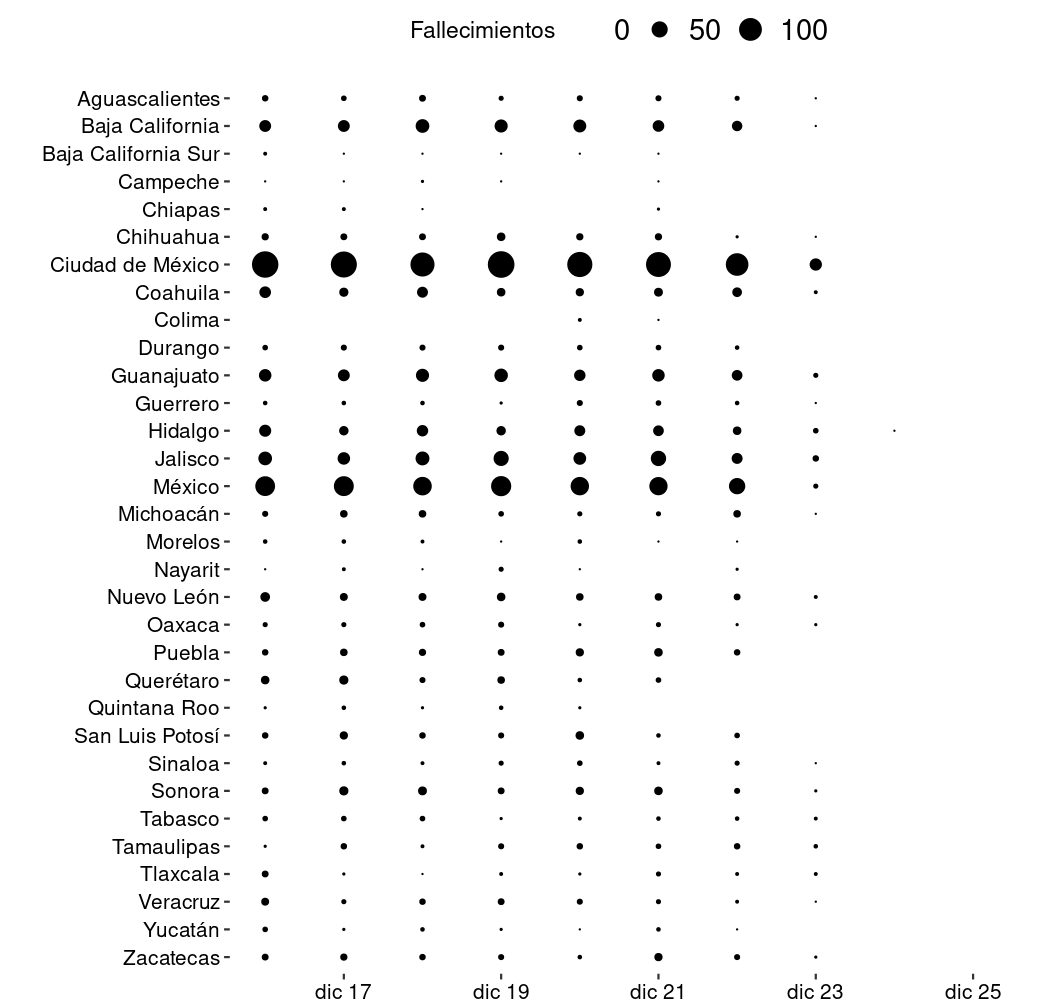 Fallecimientos 0 50 100
Aguascalientes
Baja California
Baja California Sur
Campeche
Chiapas
Chihuahua
Ciudad de México
Coahuila
Colima
Durango
Guanajuato
Guerrero
Hidalgo
Jalisco
México
Michoacán
Morelos
Nayarit
Nuevo León
Oaxaca
Puebla
Querétaro
Quintana Roo
San Luis Potosí
Sinaloa
Sonora
Tabasco
Tamaulipas
Tlaxcala
Veracruz
Yucatán
Zacatecas
dic 17 dic 19 dic 21 dic 23 dic 25